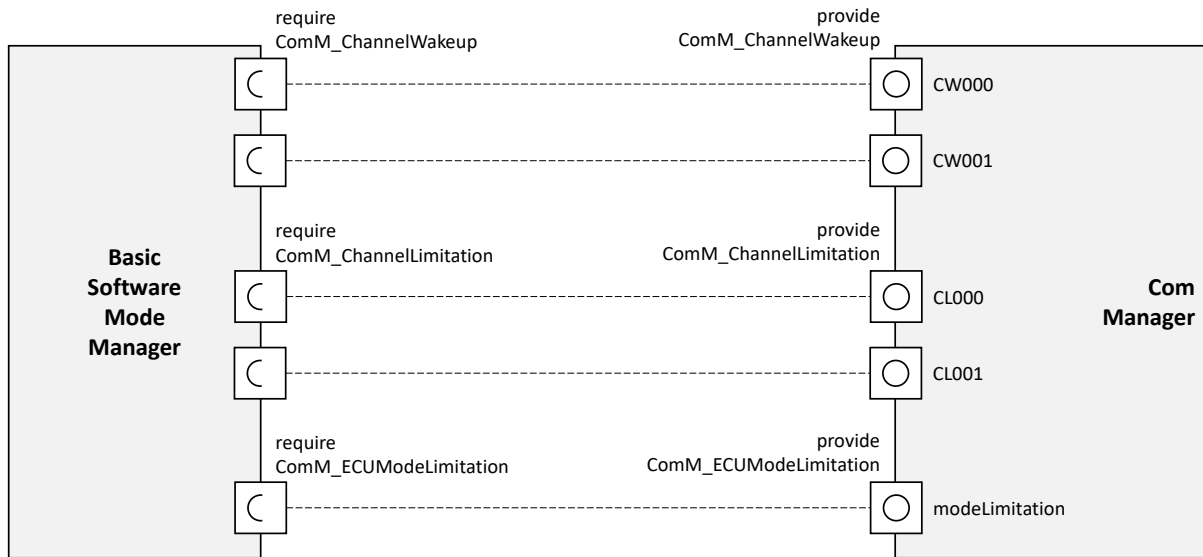 require
ComM_ChannelWakeup
provide
ComM_ChannelWakeup
CW000
CW001
require
ComM_ChannelLimitation
provide
ComM_ChannelLimitation
Basic
Software
Mode
Manager
CL000
Com
Manager
CL001
require
ComM_ECUModeLimitation
provide
ComM_ECUModeLimitation
modeLimitation